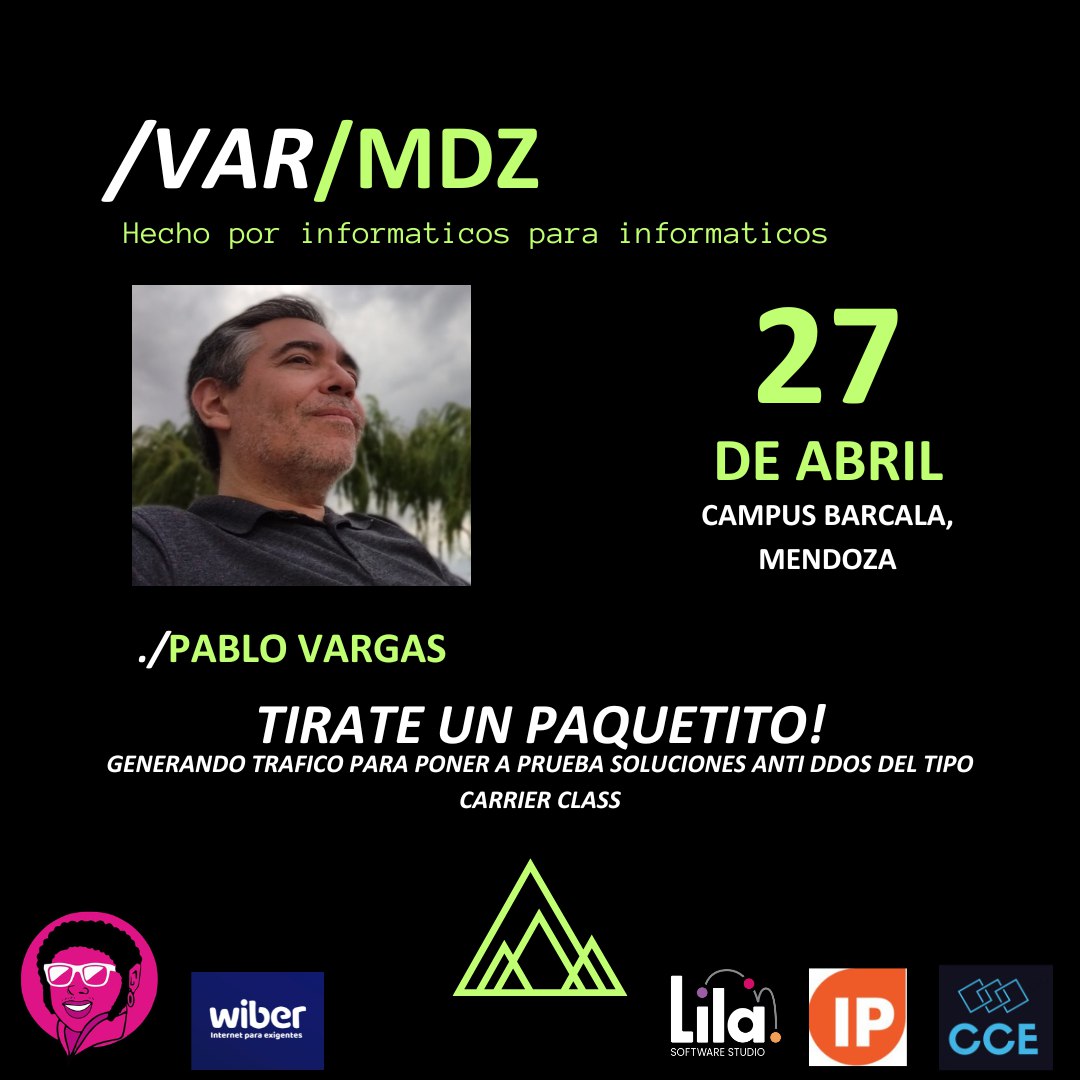 /VAR/MDZ
Hecho por informaticos para informaticos
27
DE ABRIL
CAMPUS BARCALA,
MENDOZA
./PABLO VARGAS
TIRATE UN PAQUETITO!
GENERANDO TRAFICO PARA PONER A PRUEBA SOLUCIONES ANTI DDOS DEL TIPO
CARRIER CLASS
wiber
Internet para exigentes
Lila
SOFTWARE STUDIO
IP
CCE